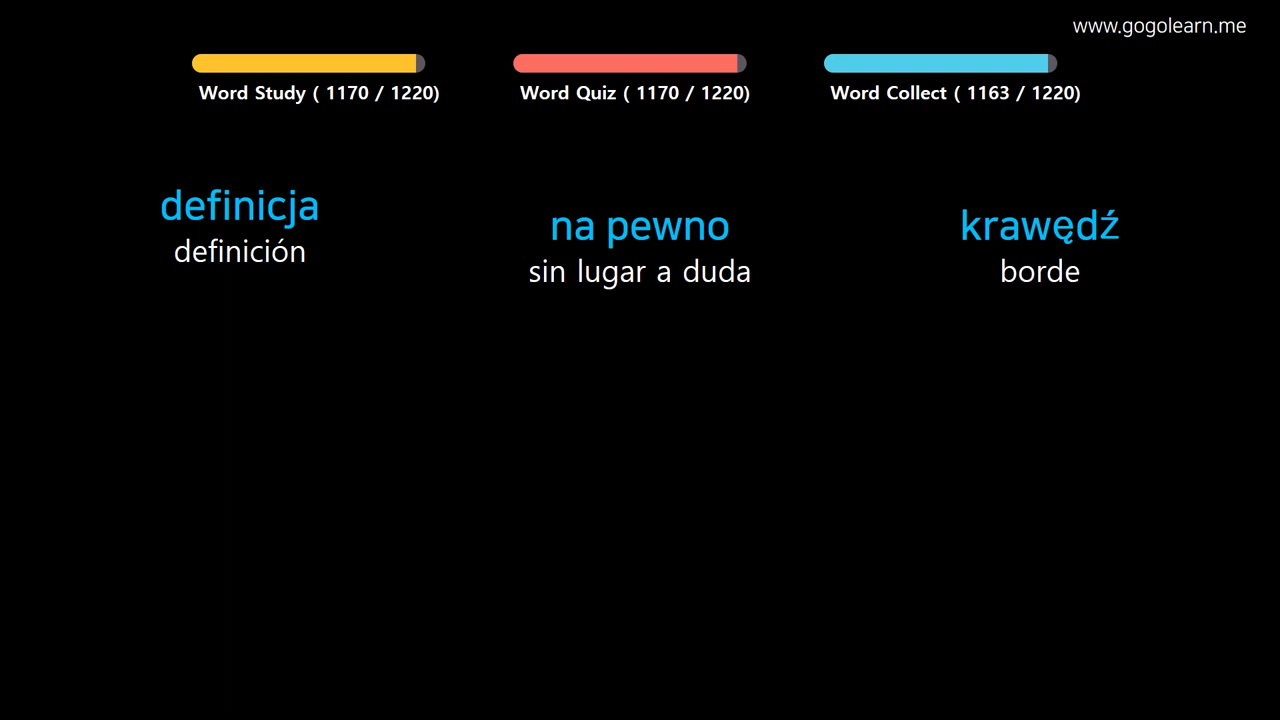 www.gogolearn.me
Word Study ( 1170 / 1220)
Word Quiz ( 1170 / 1220)
Word Collect ( 1163 / 1220)
definicja
definición
na pewno
sin lugar a duda
krawędź
borde